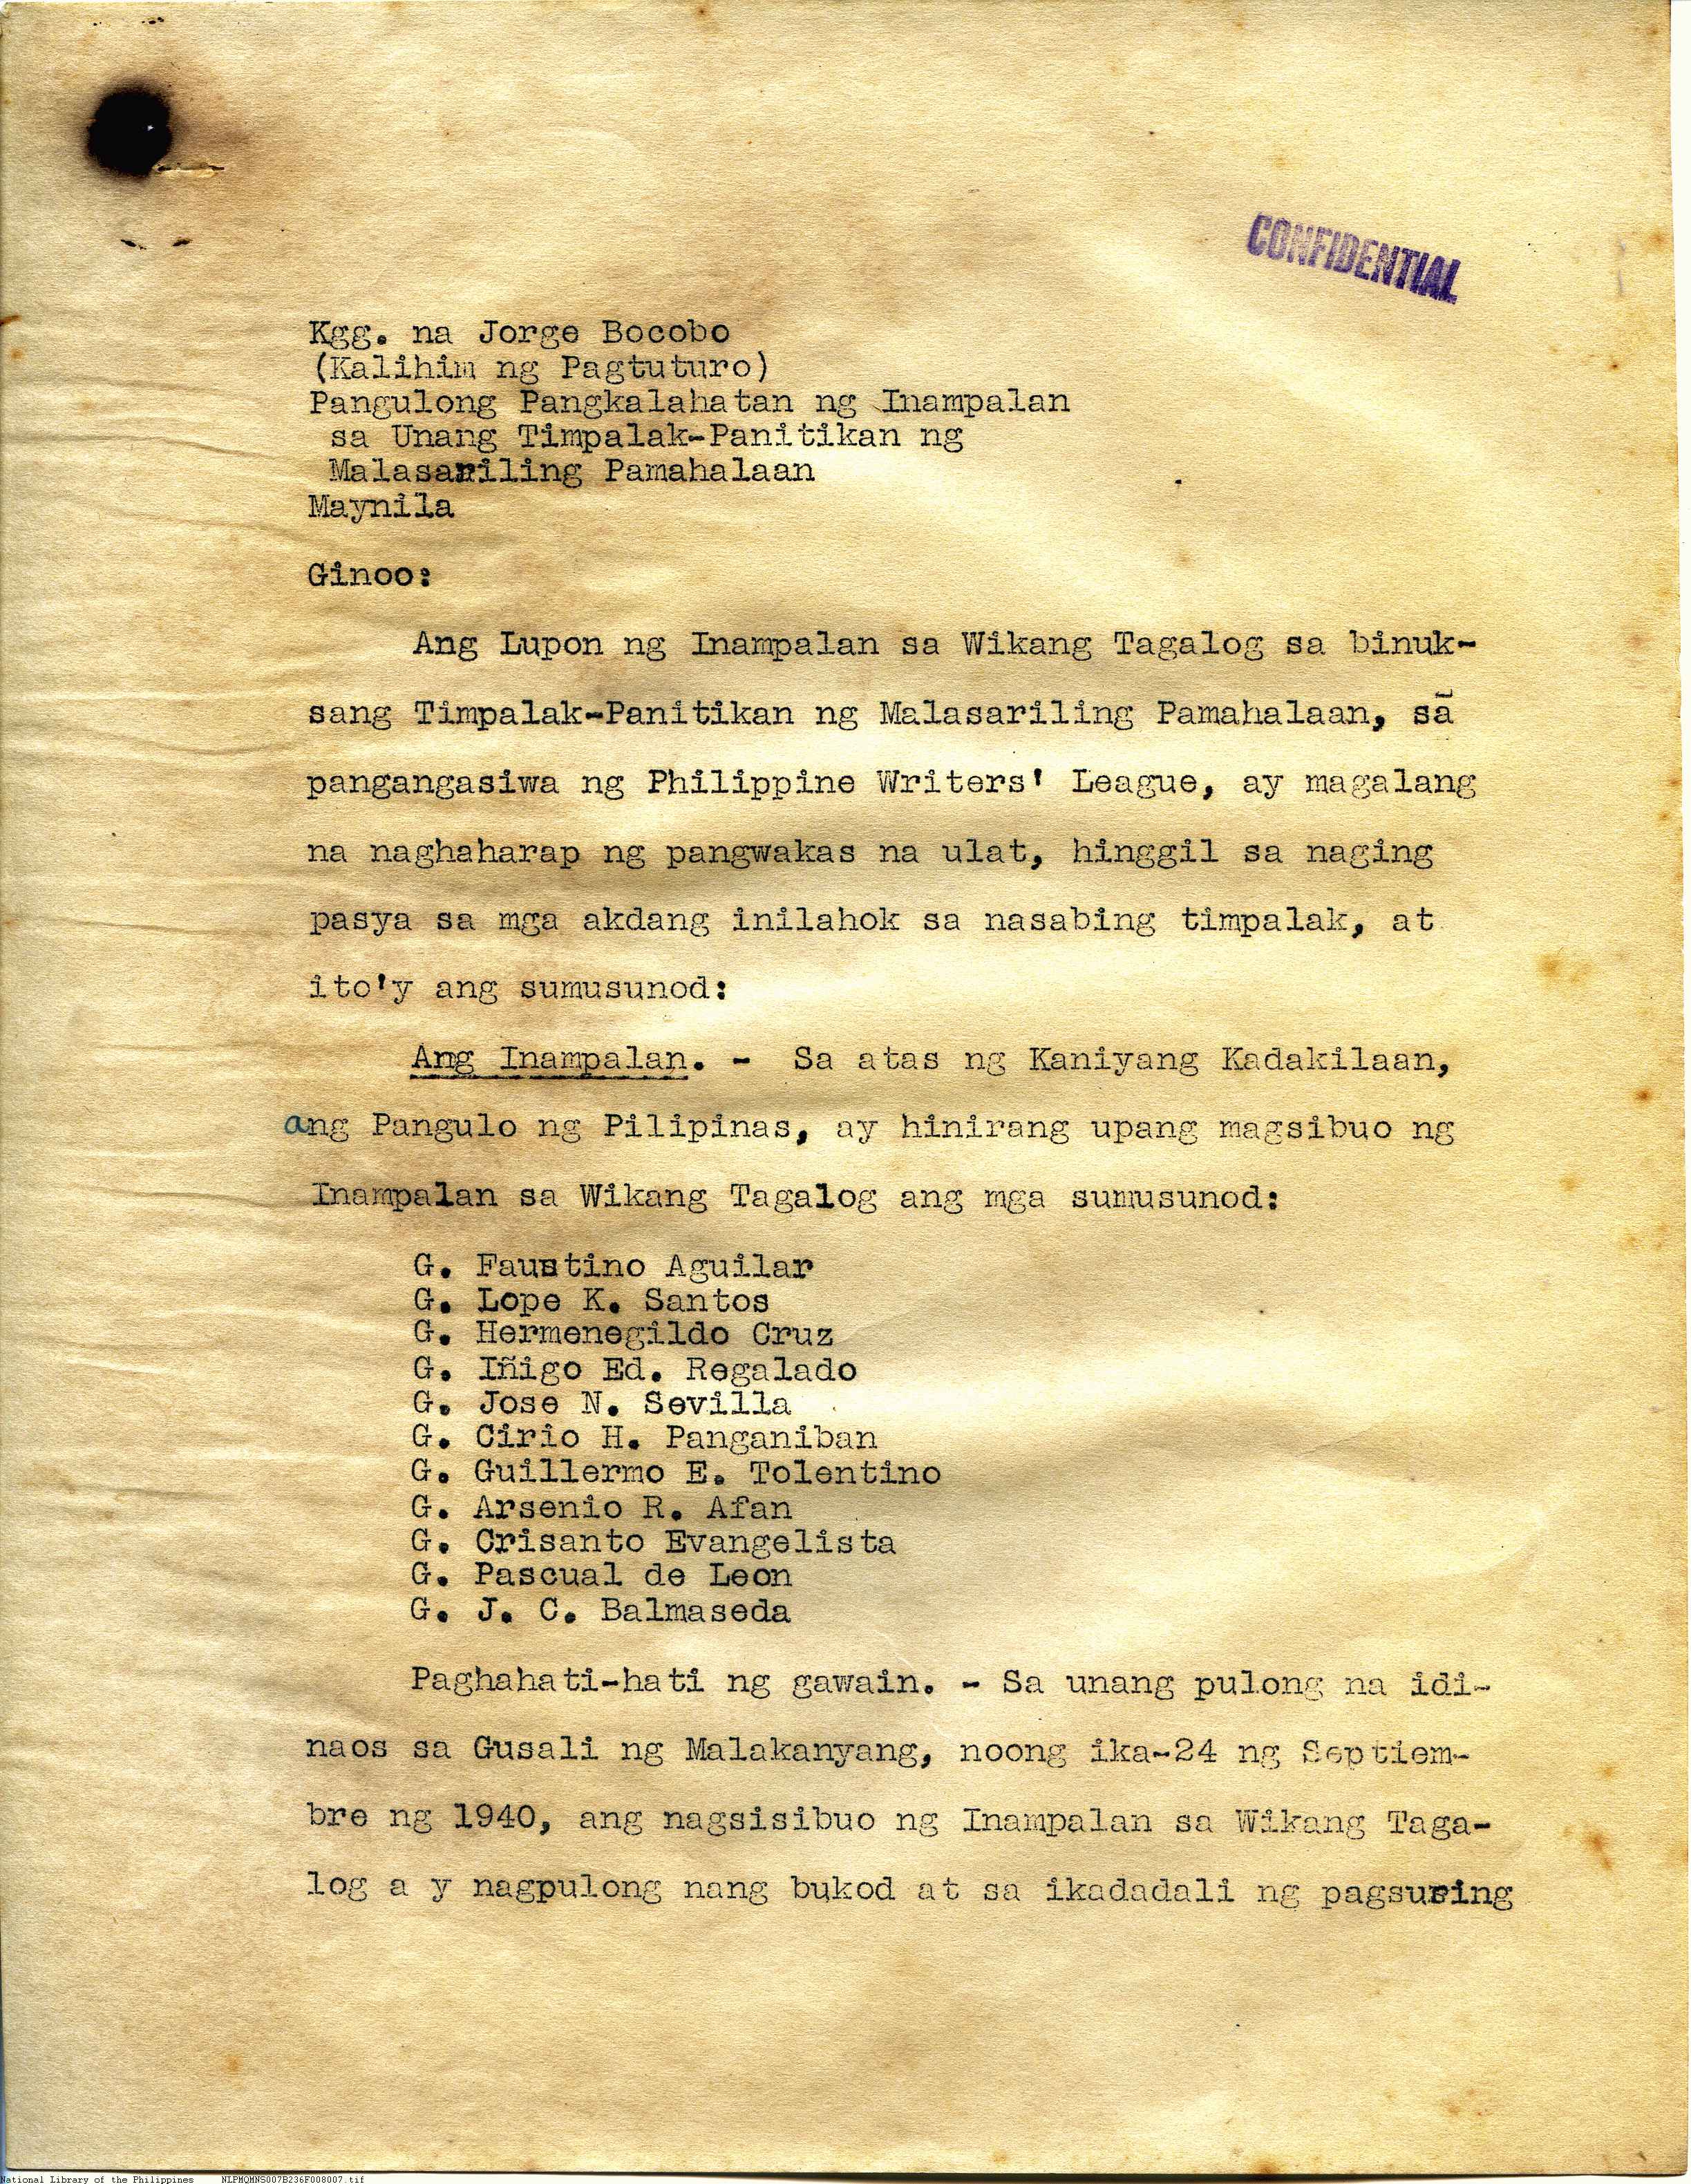 CONFIDENTIAL
Kgg. na Jorge Bocobo
(Kalihim ng Pagtuturo)
Pangulong Pangkalahatan ng Inampalan
sa Unang Timpalak-Panitikan ng
Malasariling Pamahalaan
Maynila
Ginoo:
Ang Lupon ng Inampalan sa Wikang Tagalog sa binuk-
sang Timpalak-Panitikan ng Malasariling Pamahalaan, sa
pangangasiwa ng Philippine Writers' League, ay magalang
na naghaharap ng pangwakas na ulat, hinggil sa naging
pasya sa mga akdang inilahok sa nasabing timpalak, at
ito'y ang sumusunod:
Ang Inampalan. - Sa atas ng Kaniyang Kadakilaan,
ang Pangulo ng Pilipinas, ay hinirang upang magsibuo ng
Inampalan sa Wikang Tagalog ang mga sumusunod:
G. Faustino Aguilar
G. Lope K. Santos
G. Hermenegildo Cruz
G. Iñigo Ed. Regalado
G. Jose N. Sevilla
G. Cirio H. Panganiban
G. Guillermo E. Tolentino
G. Arsenio R. Afan
G. Crisanto Evangelista
G. Pascual de Leon
G. J. C. Balmaseda
Paghahati-hati ng gawain. - Sa unang pulong na idi-
naos sa Gusali ng Malakanyang, noong ika-24 ng Septiem-
bre ng 1940, ang nagsisibuo ng Inampalan sa Wikang Taga-
log a y nagpulong nang bukod at sa ikadadali ng pagsuring
National Library of the Philippines NLPMQMNS007B236F008007.tif